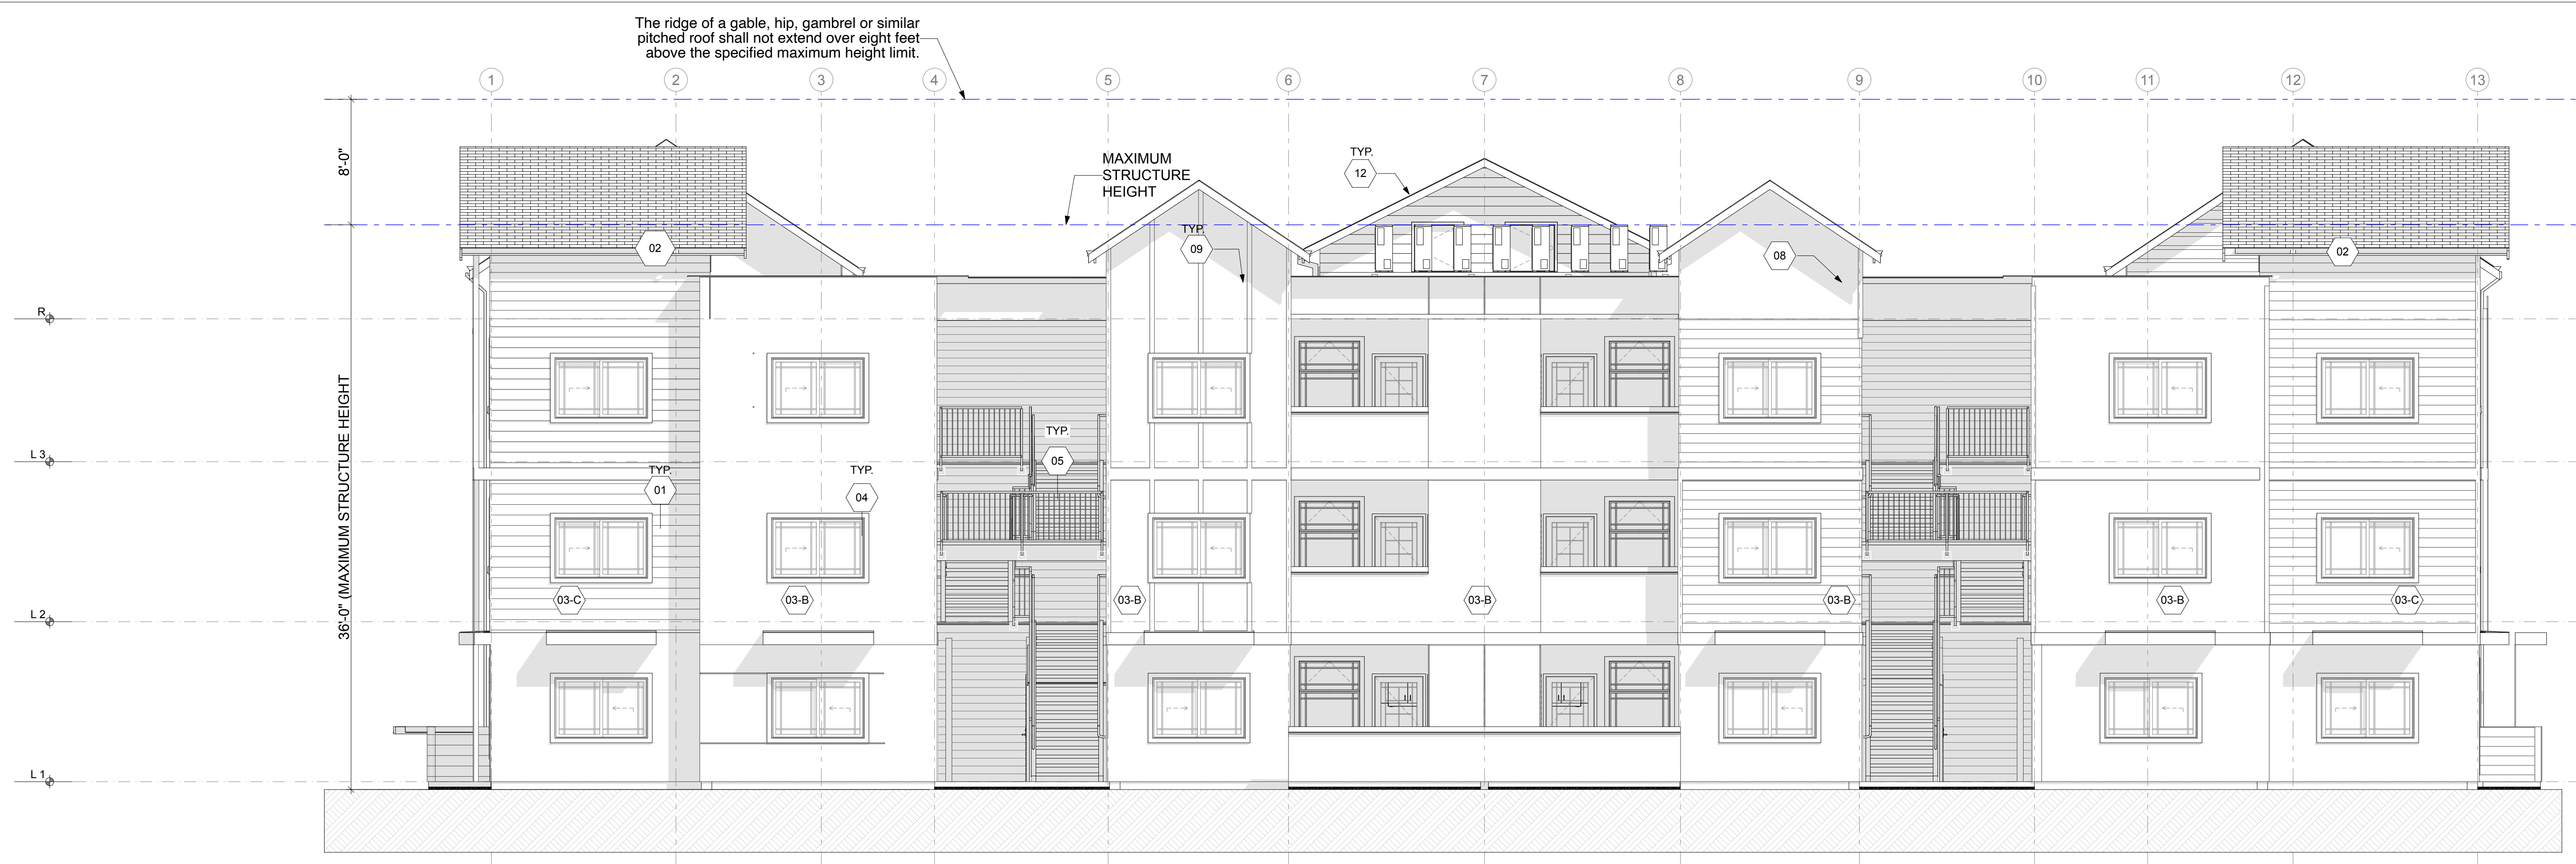 The ridge of a gable, hip, gambrel or similar
pitched roof shall not extend over eight feet
above the specified maximum height limit.
1
2
3
4
5
6
7
8
9
10
11
12
13
8'-0"
MAXIMUM
STRUCTURE
HEIGHT
TYP.
12
TYP.
09
02
08
02
R
36'-0" (MAXIMUM STRUCTURE HEIGHT
TYP.
05
L 3
TYP.
01
TYP.
04
03-C
03-B
03-B
03-B
03-B
03-B
03-C
L 2
L 1